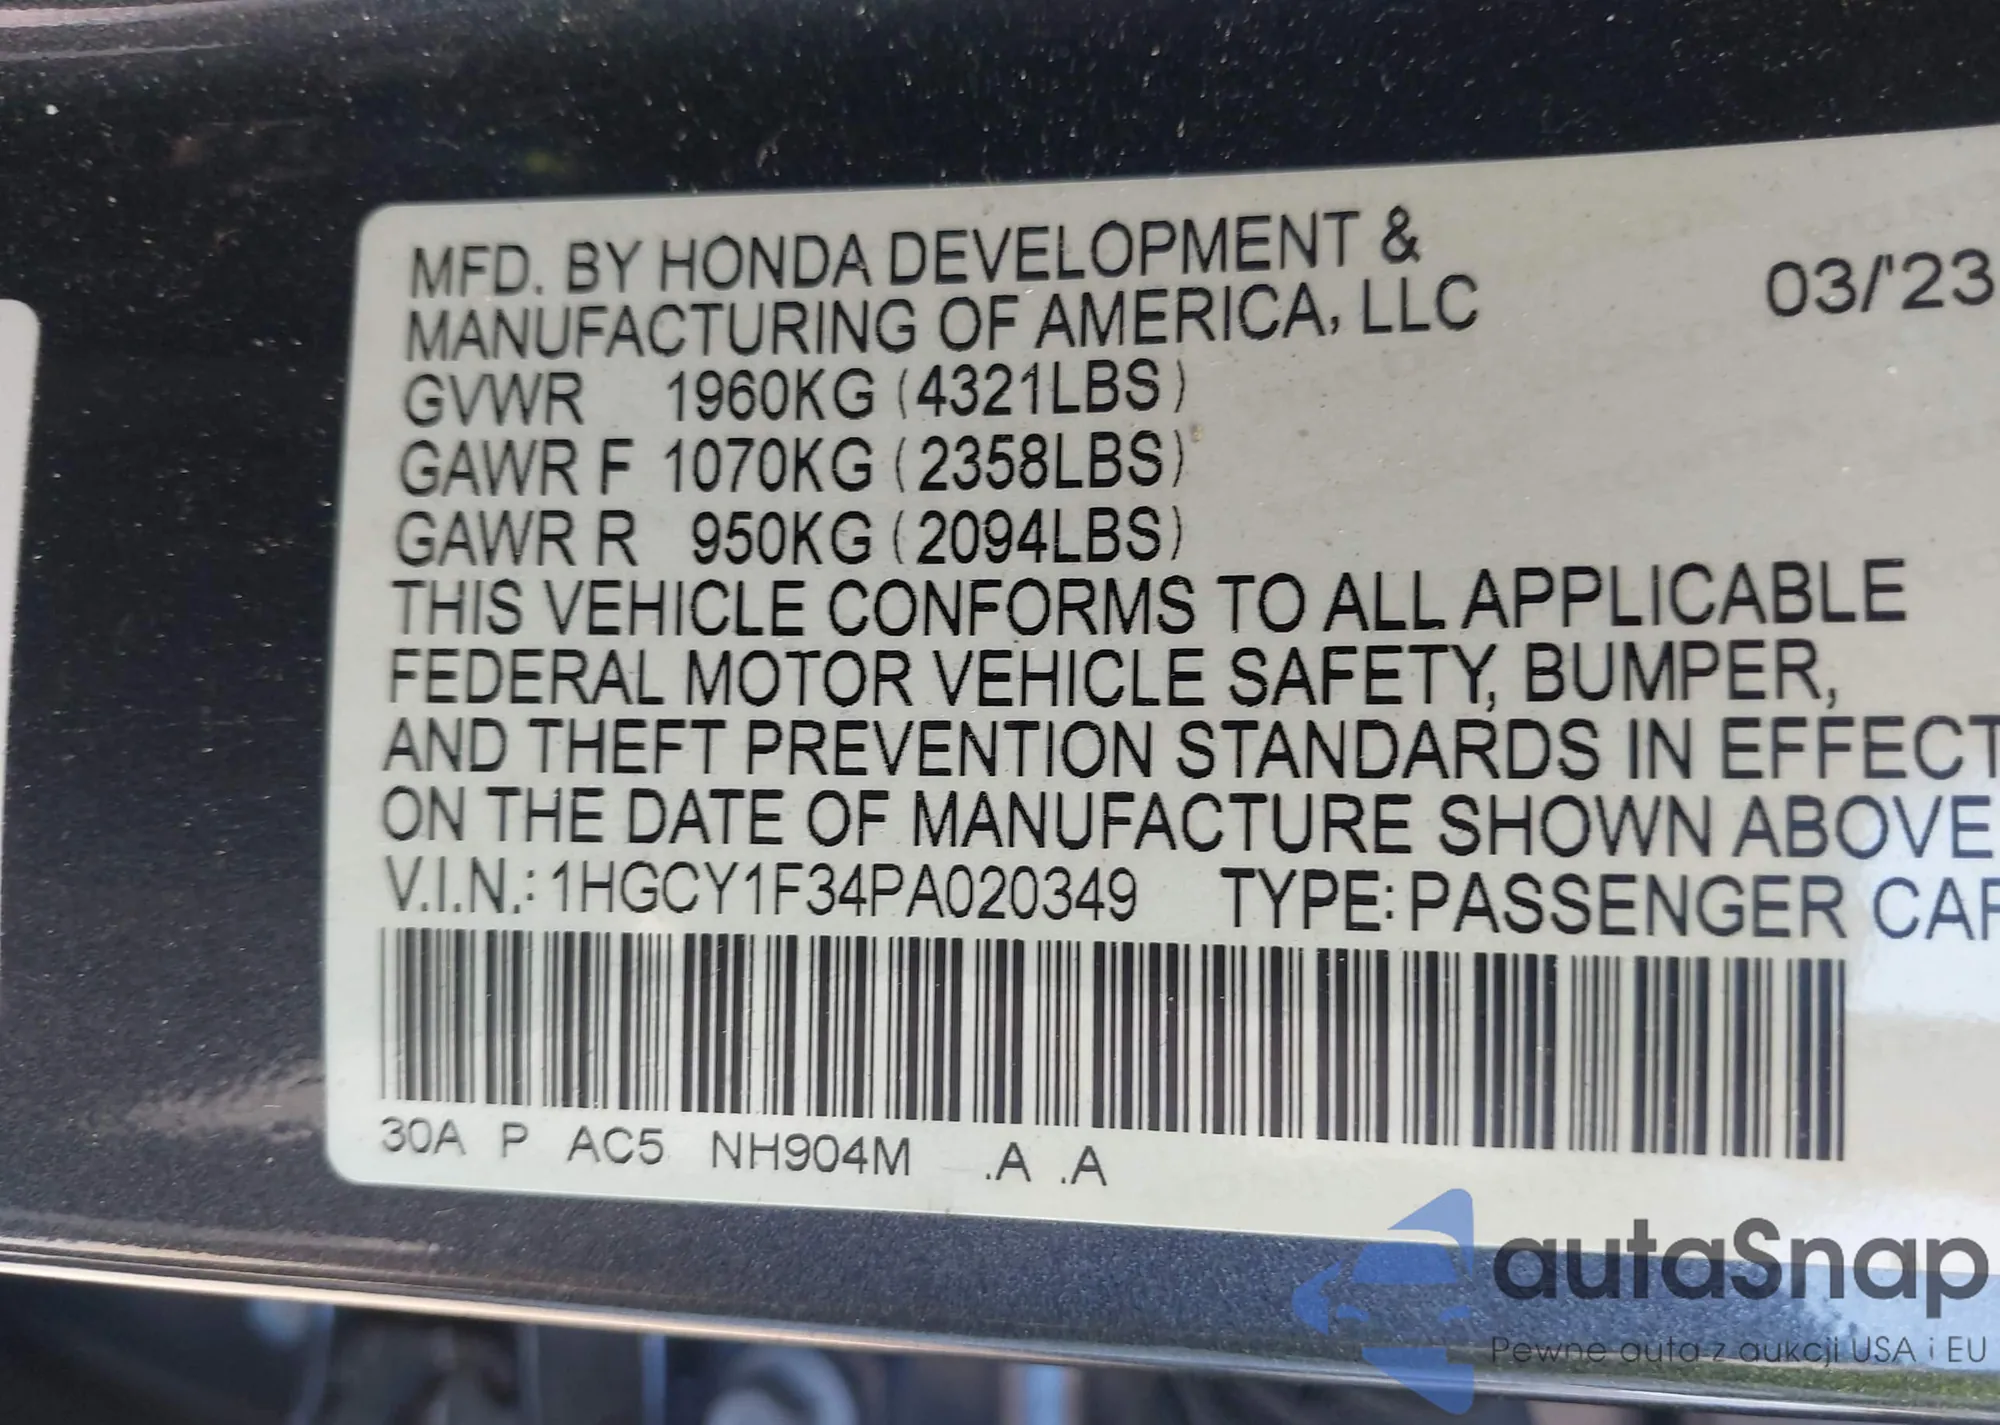 MFD. BY HONDA DEVELOPMENT &
MANUFACTURING OF AMERICA, LLC 03/'23
GVWR 1960KG (4321LBS)
GAWR F 1070KG (2358LBS)
GAWR R 950KG (2094LBS)
THIS VEHICLE CONFORMS TO ALL APPLICABLE
FEDERAL MOTOR VEHICLE SAFETY, BUMPER,
AND THEFT PREVENTION STANDARDS IN EFFECT
ON THE DATE OF MANUFACTURE SHOWN ABOVE
V.I.N.: 1HGCY1F34PA020349 TYPE: PASSENGER CAR
30A P AC5 NH904M .A .A
autaSnap
Pewne auta z aukcji USA i EU